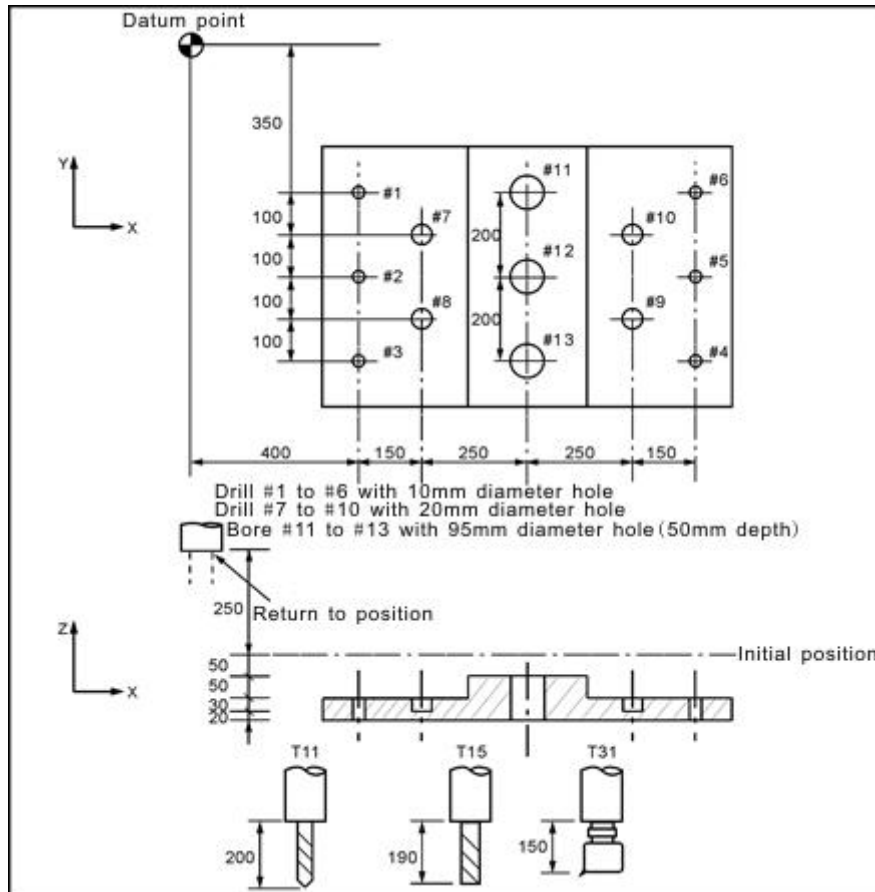 Datum point
350
Y
X
#1
#11
#6
100
#7
#10
100
200
#2
#12
#5
100
#8
#9
200
100
#3
#13
#4
400
150
250
250
150
Drill #1 to #6 with 10mm diameter hole
Drill #7 to #10 with 20mm diameter hole
Bore #11 to #13 with 95mm diameter hole(50mm depth)
250
Return to position
Z
X
Initial position
50
50
30
20
T11
T15
T31
200
190
150